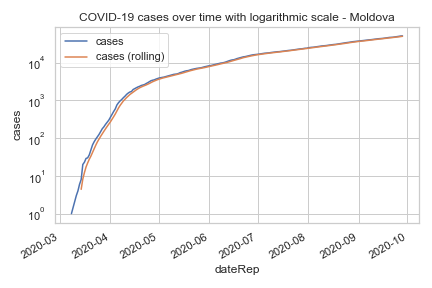 COVID-19 cases over time with logarithmic scale - Moldova
cases
cases (rolling)
10⁴
10³
10²
10¹
10⁰
cases
2020-03
2020-04
2020-05
2020-06
2020-07
2020-08
2020-09
2020-10
dateRep